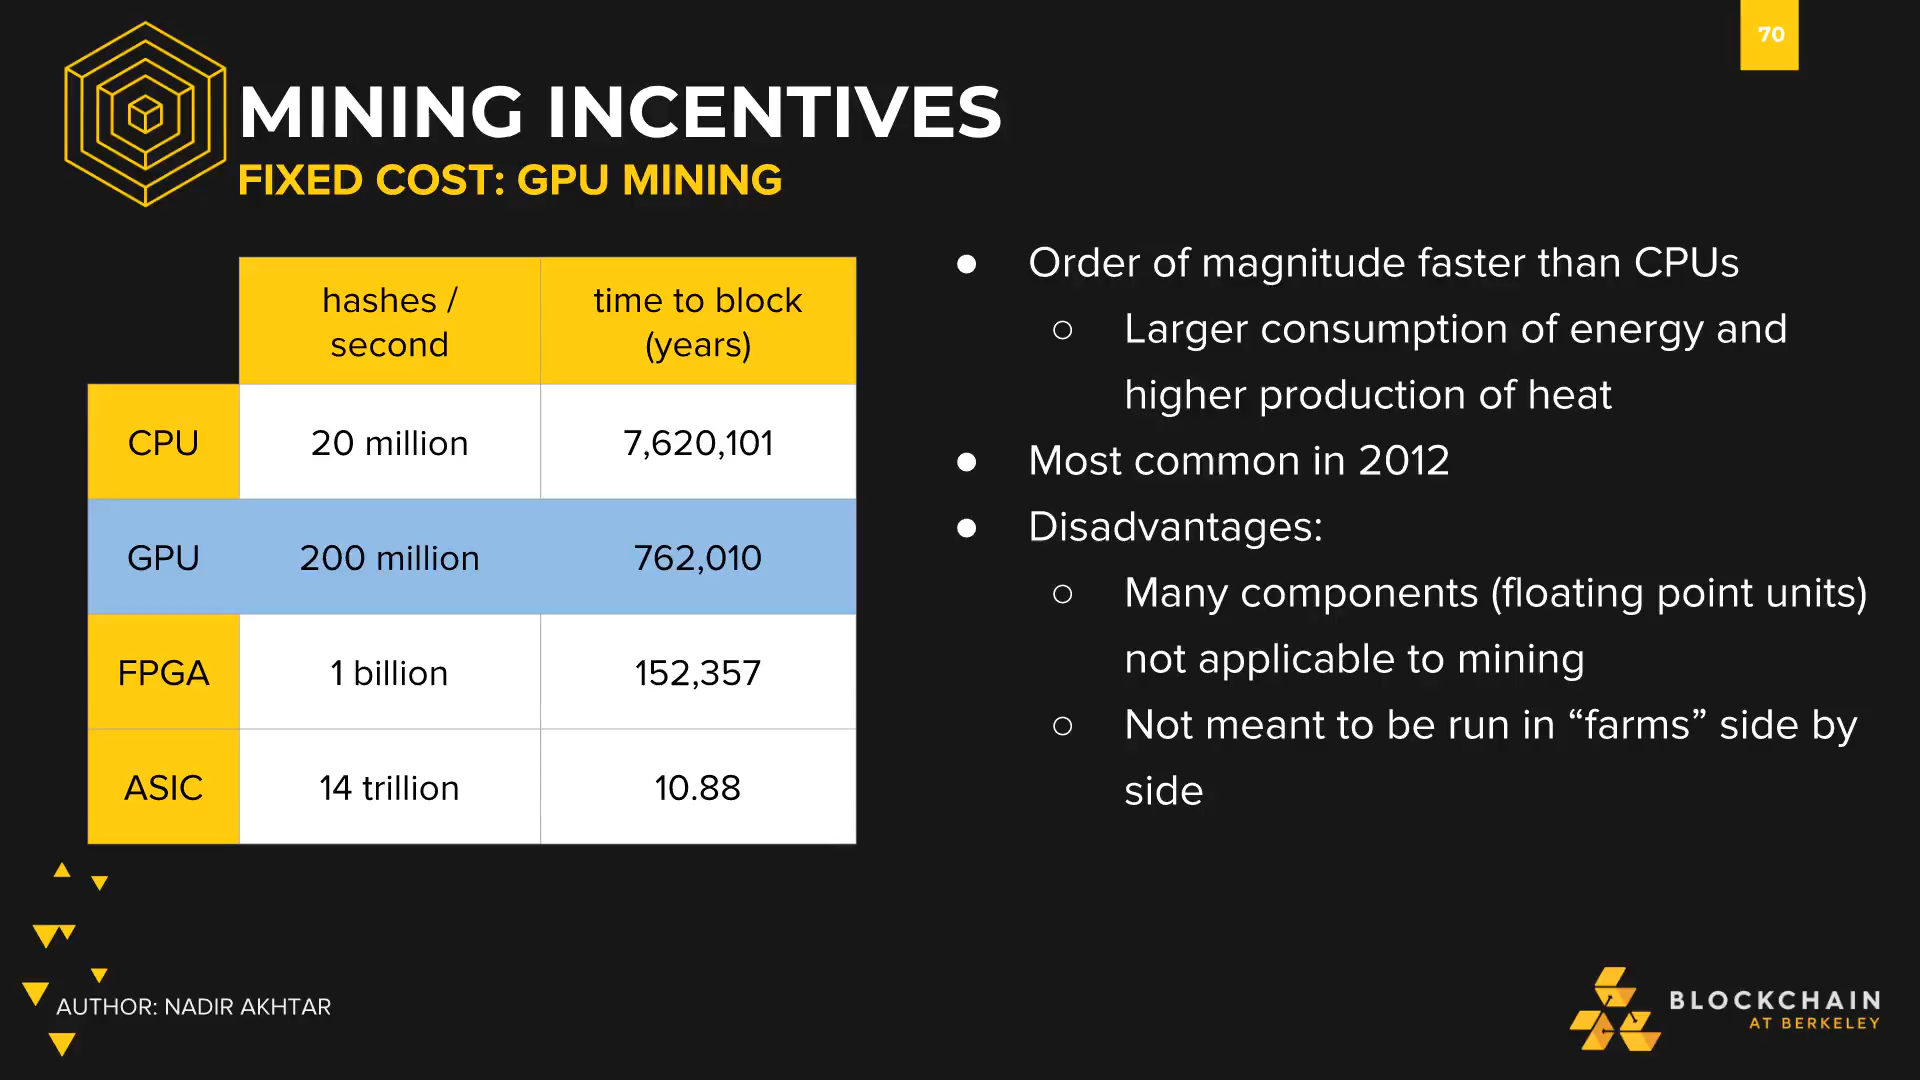 70
MINING INCENTIVES
FIXED COST: GPU MINING
hashes /
second
time to block
(years)
CPU 20 million 7,620,101
GPU 200 million 762,010
FPGA 1 billion 152,357
ASIC 14 trillion 10.88
● Order of magnitude faster than CPUs
○ Larger consumption of energy and
higher production of heat
● Most common in 2012
● Disadvantages:
○ Many components (floating point units)
not applicable to mining
○ Not meant to be run in “farms” side by
side
AUTHOR: NADIR AKHTAR
BLOCKCHAIN
AT BERKELEY